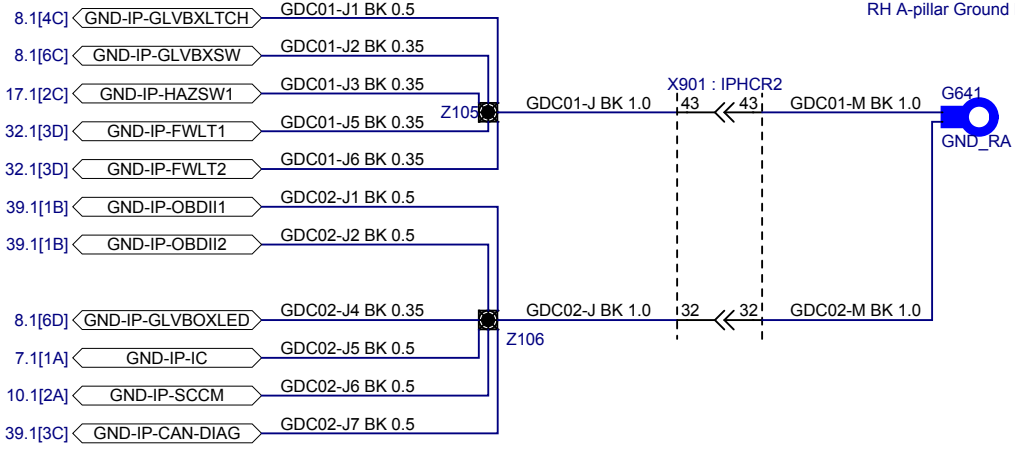 RH A-pillar Ground
8.1[4C] GND-IP-GLVBXLTCH GDC01-J1 BK 0.5
8.1[6C] GND-IP-GLVBXSW GDC01-J2 BK 0.35
17.1[2C] GND-IP-HAZSW1 GDC01-J3 BK 0.35
X901 : IPHCR2
Z105 GDC01-J BK 1.0 43 43 GDC01-M BK 1.0 G641
32.1[3D] GND-IP-FWLT1 GDC01-J5 BK 0.35
GND_RA
32.1[3D] GND-IP-FWLT2 GDC01-J6 BK 0.35
39.1[1B] GND-IP-OBDII1 GDC02-J1 BK 0.5
39.1[1B] GND-IP-OBDII2 GDC02-J2 BK 0.5
8.1[6D] GND-IP-GLVBOXLED GDC02-J4 BK 0.35 GDC02-J BK 1.0 32 32 GDC02-M BK 1.0
Z106
7.1[1A] GND-IP-IC GDC02-J5 BK 0.5
10.1[2A] GND-IP-SCCM GDC02-J6 BK 0.5
39.1[3C] GND-IP-CAN-DIAG GDC02-J7 BK 0.5